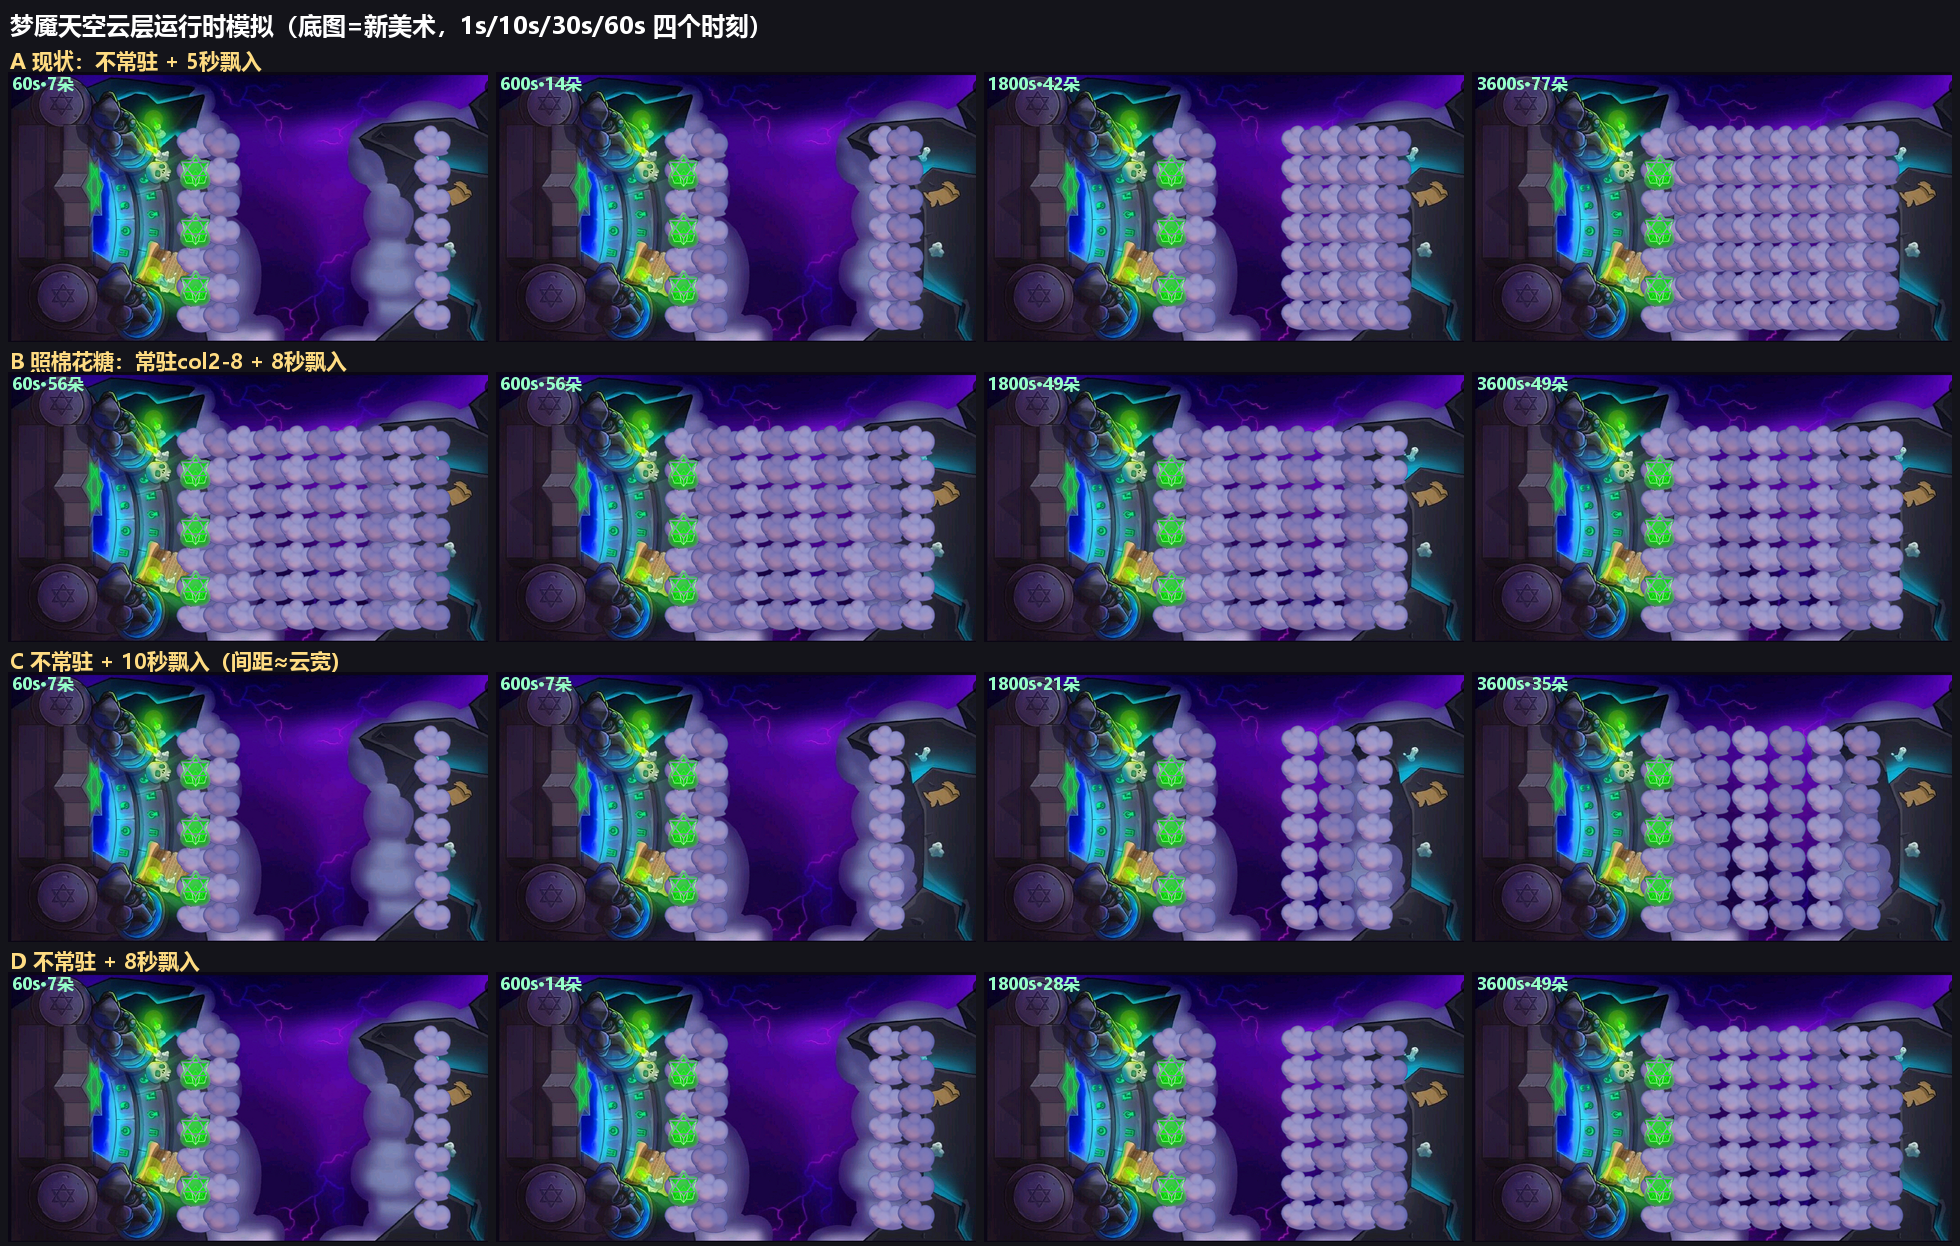 梦魇天空云层运行时模拟（底图=新美术，1s/10s/30s/60s 四个时刻）
A 现状：不常驻 + 5秒飘入
60s•7朵
600s•14朵
1800s•42朵
3600s•77朵
B 照棉花糖：常驻col2-8 + 8秒飘入
60s•56朵
600s•56朵
1800s•49朵
3600s•49朵
C 不常驻 + 10秒飘入（间距≈云宽）
60s•7朵
600s•7朵
1800s•21朵
3600s•35朵
D 不常驻 + 8秒飘入
60s•7朵
600s•14朵
1800s•28朵
3600s•49朵